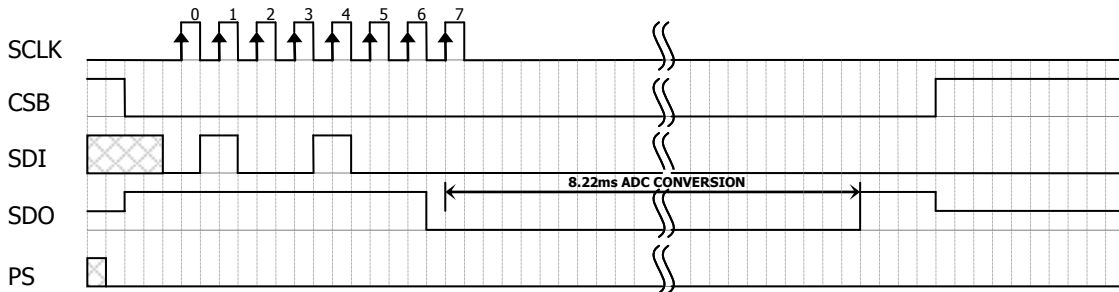 0 1 2 3 4 5 6 7
SCLK
CSB
SDI
8.22ms ADC CONVERSION
SDO
PS